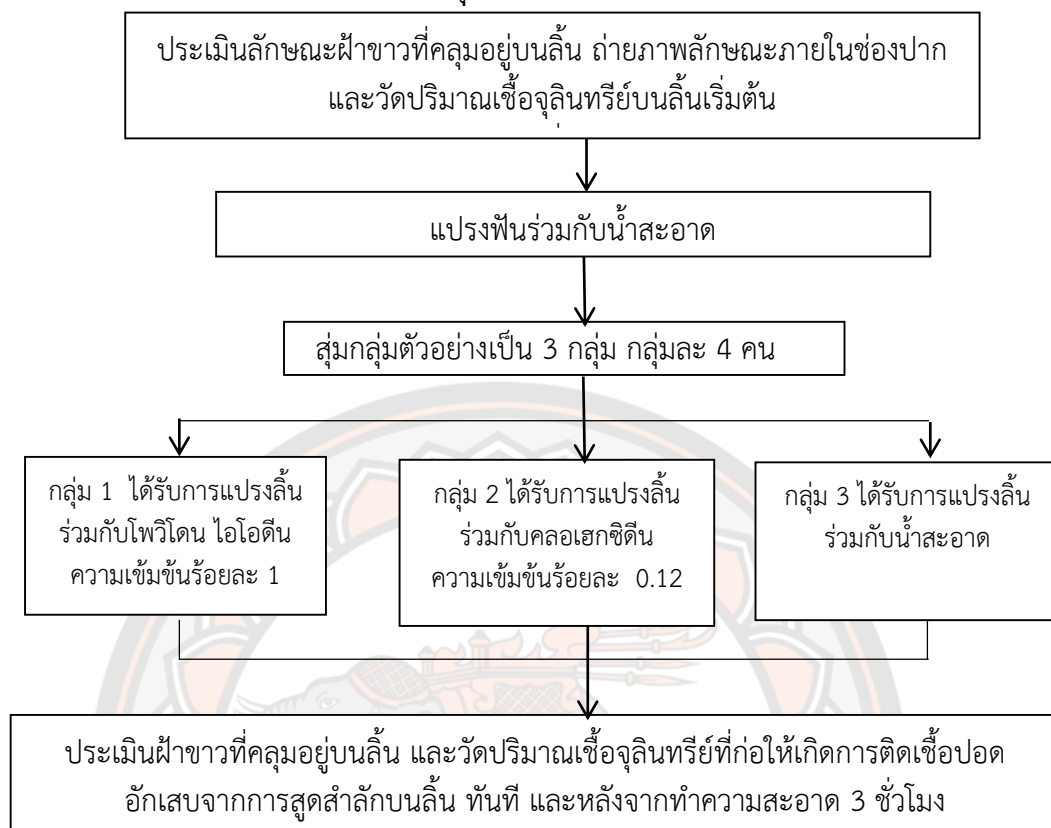 ประเมินลักษณะฝ้าขาวที่คลุมอยู่บนลิ้น ถ่ายภาพลักษณะภายในช่องปาก
และวัดปริมาณเชื้อจุลินทรีย์บนลิ้นเริ่มต้น
แปรงฟันร่วมกับน้ำสะอาด
สุ่มกลุ่มตัวอย่างเป็น 3 กลุ่ม กลุ่มละ 4 คน
กลุ่ม 1 ได้รับการแปรงลิ้น
ร่วมกับโพวิโดน ไอโอดีน
ความเข้มข้นร้อยละ 1
กลุ่ม 2 ได้รับการแปรงลิ้น
ร่วมกับคลอเฮกซิดีน
ความเข้มข้นร้อยละ 0.12
กลุ่ม 3 ได้รับการแปรงลิ้น
ร่วมกับน้ำสะอาด
ประเมินฝ้าขาวที่คลุมอยู่บนลิ้น และวัดปริมาณเชื้อจุลินทรีย์ที่ก่อให้เกิดการติดเชื้อปอด
อักเสบจากการสูดสำลักบนลิ้น ทันที และหลังจากทำความสะอาด 3 ชั่วโมง